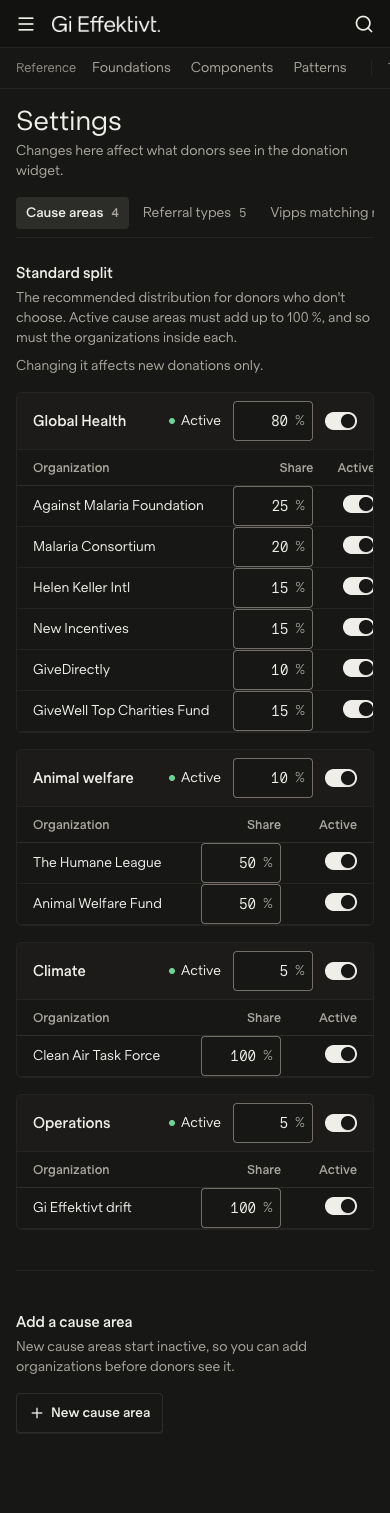 Gi Effektivt.
Reference Foundations Components Patterns
Settings
Changes here affect what donors see in the donation
widget.
Cause areas 4 Referral types 5 Vipps matching
Standard split
The recommended distribution for donors who don't
choose. Active cause areas must add up to 100 %, and so
must the organizations inside each.
Changing it affects new donations only.
Global Health Active 80 %
Organization Share Active
Against Malaria Foundation 25 %
Malaria Consortium 20 %
Helen Keller Intl 15 %
New Incentives 15 %
GiveDirectly 10 %
GiveWell Top Charities Fund 15 %
Animal welfare Active 10 %
Organization Share Active
The Humane League 50 %
Animal Welfare Fund 50 %
Climate Active 5 %
Organization Share Active
Clean Air Task Force 100 %
Operations Active 5 %
Organization Share Active
Gi Effektivt drift 100 %
Add a cause area
New cause areas start inactive, so you can add
organizations before donors see it.
New cause area